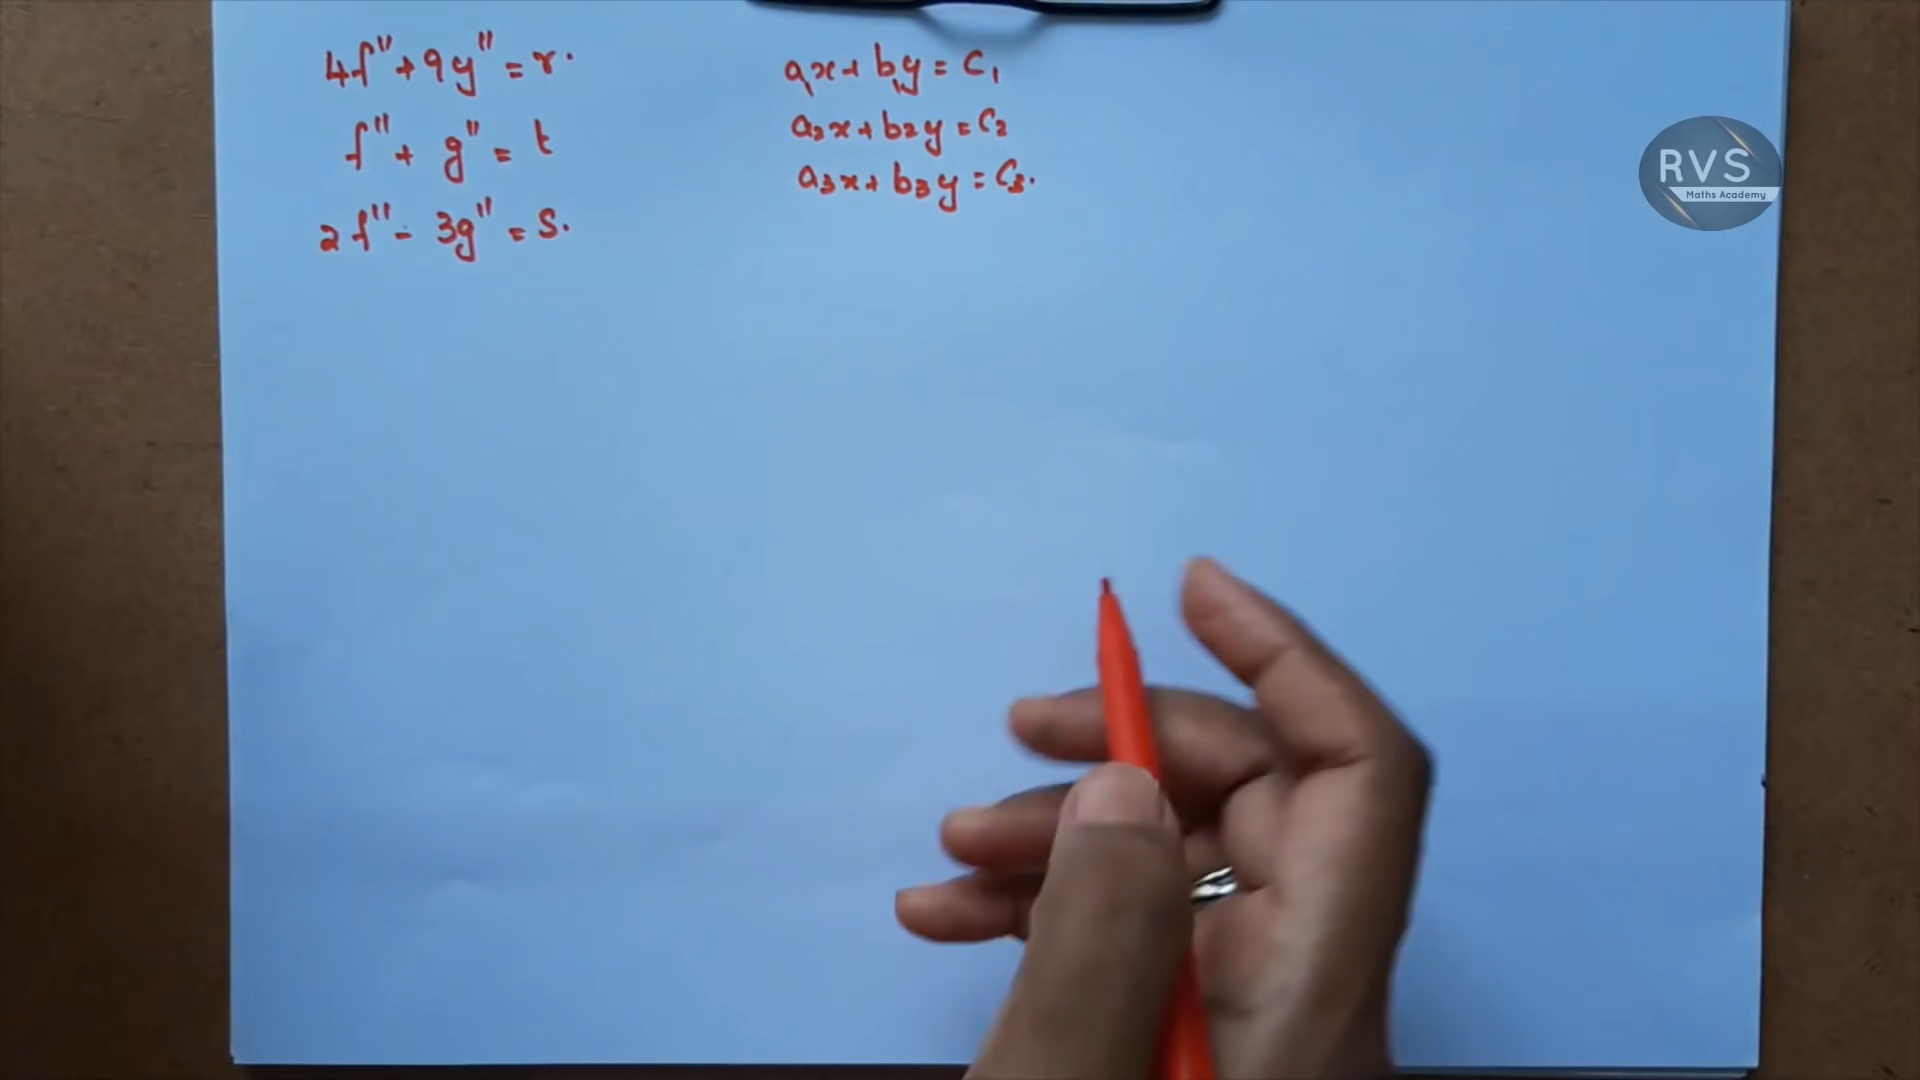 4f" + 9g" = r.
f" + g" = t
2f" - 3g" = s.
a₁x + b₁y = c₁
a₂x + b₂y = c₂
a₃x + b₃y = c₃.
RVS
Maths Academy